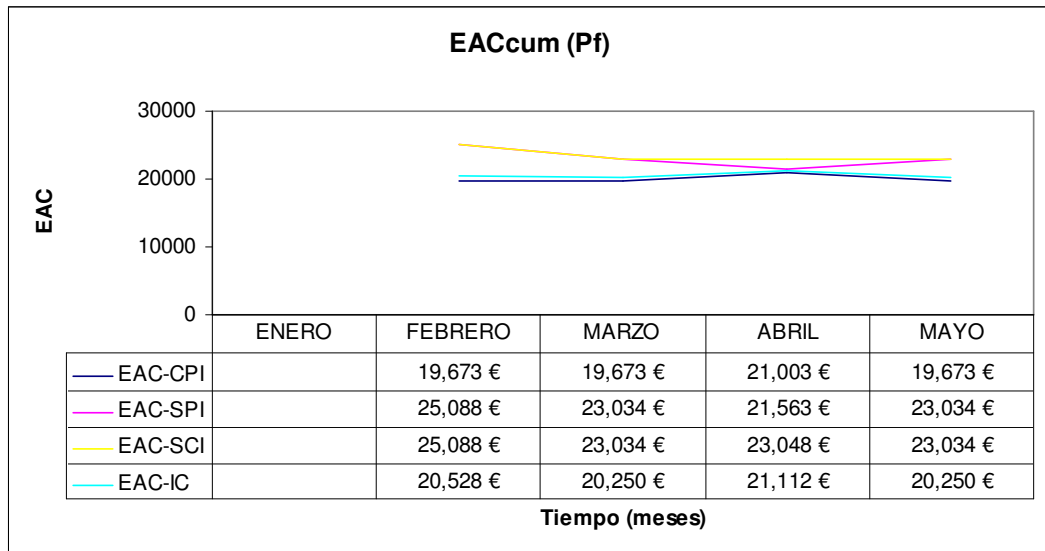 EACcum (Pf)
EAC
30000
20000
10000
0
ENERO FEBRERO MARZO ABRIL MAYO
EAC-CPI 19,673 € 19,673 € 21,003 € 19,673 €
EAC-SPI 25,088 € 23,034 € 21,563 € 23,034 €
EAC-SCI 25,088 € 23,034 € 23,048 € 23,034 €
EAC-IC 20,528 € 20,250 € 21,112 € 20,250 €
Tiempo (meses)